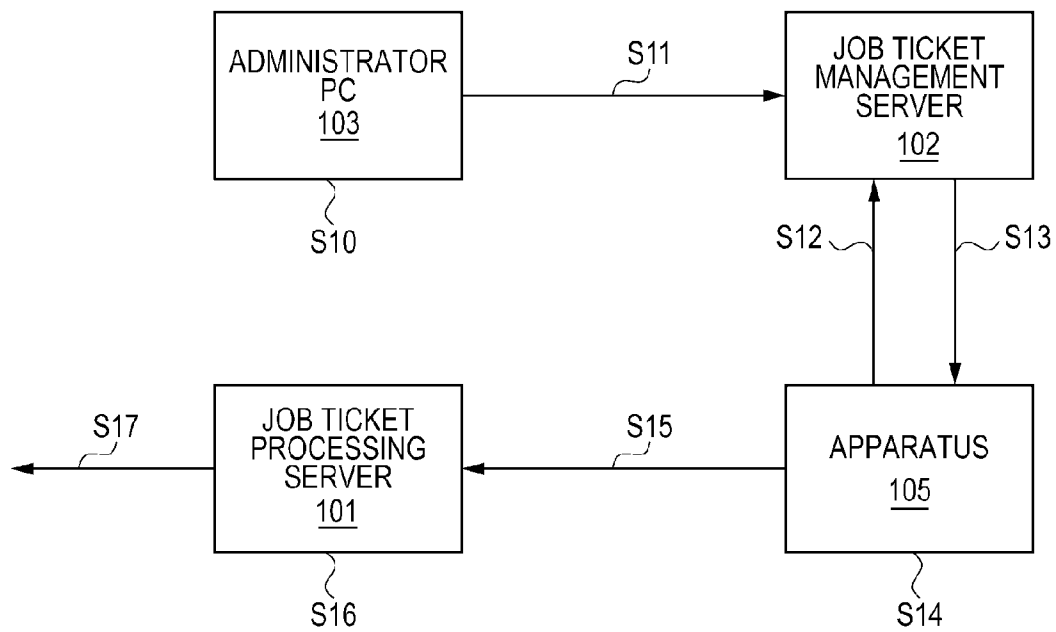 ADMINISTRATOR
PC
103
S10
S11
JOB TICKET
MANAGEMENT
SERVER
102
S12
S13
S17
JOB TICKET
PROCESSING
SERVER
101
S16
S15
APPARATUS
105
S14